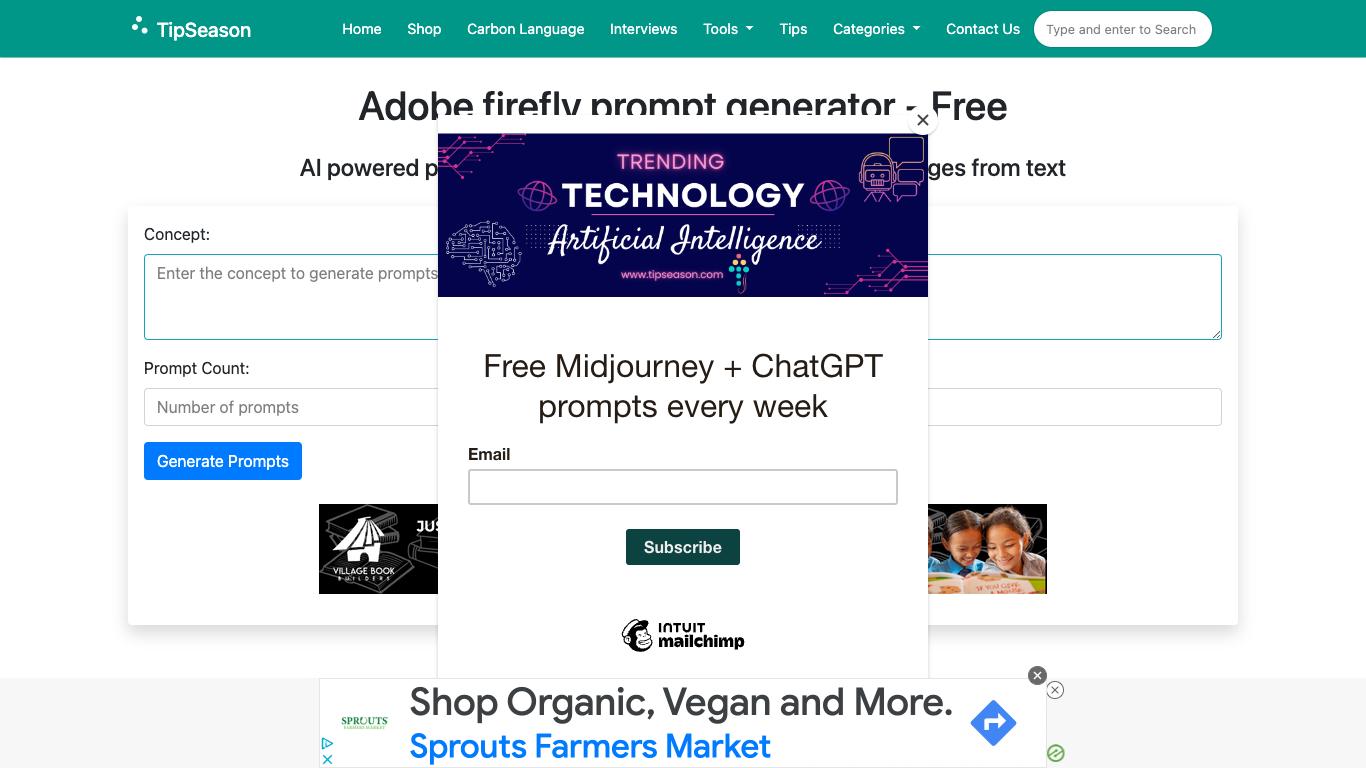 TipSeason
Home
Shop
Carbon Language
Interviews
Tools
Tips
Categories
Contact Us
Type and enter to Search
Adobe firefly prompt generator - Free
AI powered p
ges from text
TRENDING
TECHNOLOGY
Artificial Intelligence
www.tipseason.com
Concept:
Enter the concept to generate prompts
Free Midjourney + ChatGPT
prompts every week
Prompt Count:
Number of prompts
Email
Generate Prompts
Subscribe
JUS
VILLAGE BOOK
BUILDERS
IF YOU GIVE
INTUIT
mailchimp
Shop Organic, Vegan and More.
SPROUTS
FARMERS MARKET
Sprouts Farmers Market